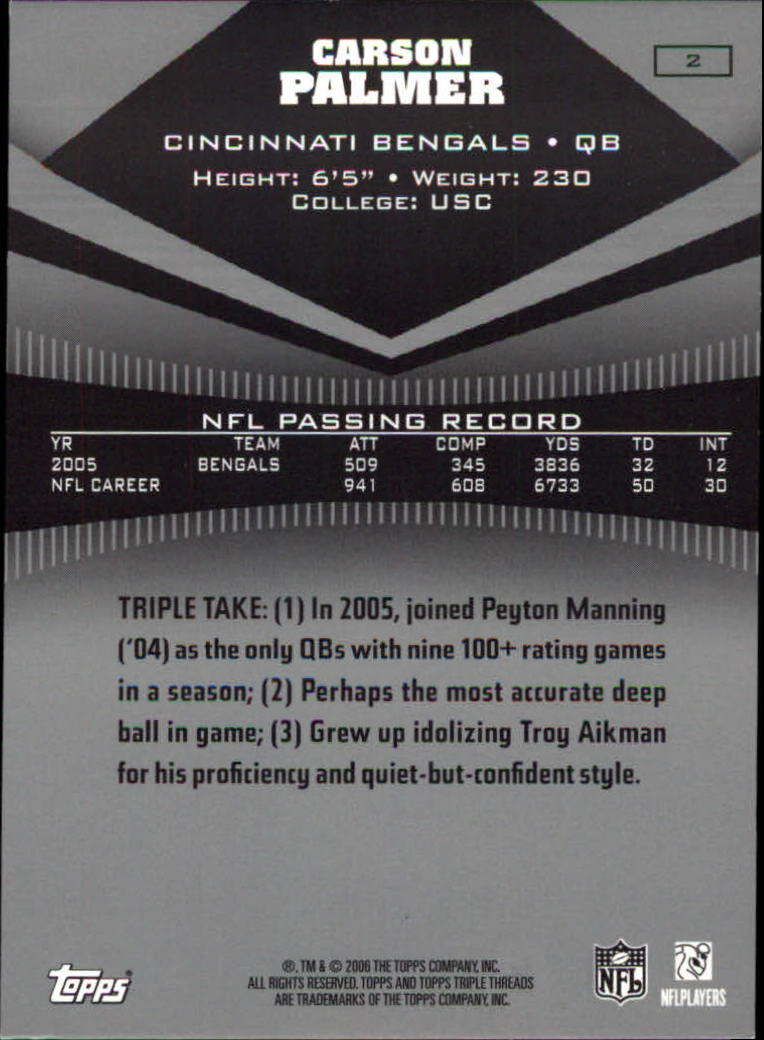 CARSON
PALMER
2
CINCINNATI BENGALS • QB
HEIGHT: 6'5" • WEIGHT: 230
COLLEGE: USC
NFL PASSING RECORD
YR TEAM ATT COMP YDS TD INT
2005 BENGALS 509 345 3836 32 12
NFL CAREER 941 608 6733 50 30
TRIPLE TAKE: (1) In 2005, joined Peyton Manning
('04) as the only QBs with nine 100+ rating games
in a season; (2) Perhaps the most accurate deep
ball in game; (3) Grew up idolizing Troy Aikman
for his proficiency and quiet-but-confident style.
Topps®
®, TM & © 2006 THE TOPPS COMPANY, INC.
ALL RIGHTS RESERVED. TOPPS AND TOPPS TRIPLE THREADS
ARE TRADEMARKS OF THE TOPPS COMPANY, INC.
NFL
NFLPLAYERS